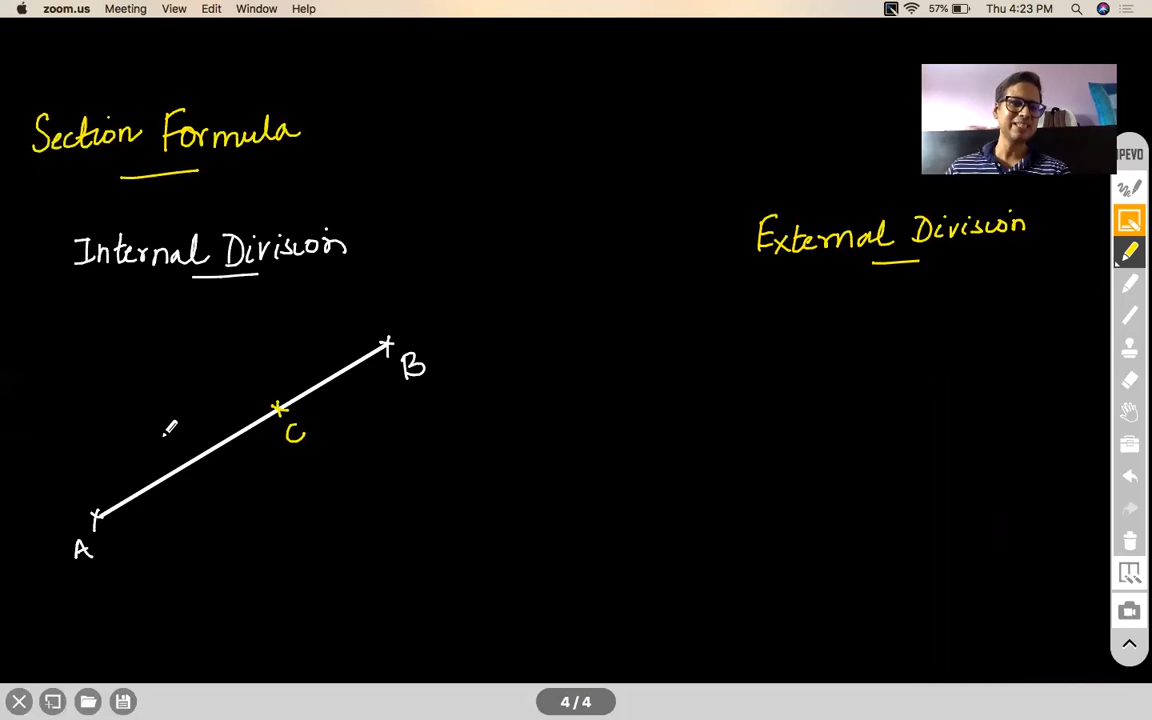 zoom.us Meeting View Edit Window Help 57% Thu 4:23 PM
Section Formula
IPEVO
External Division
Internal Division
B
C
A
4/4